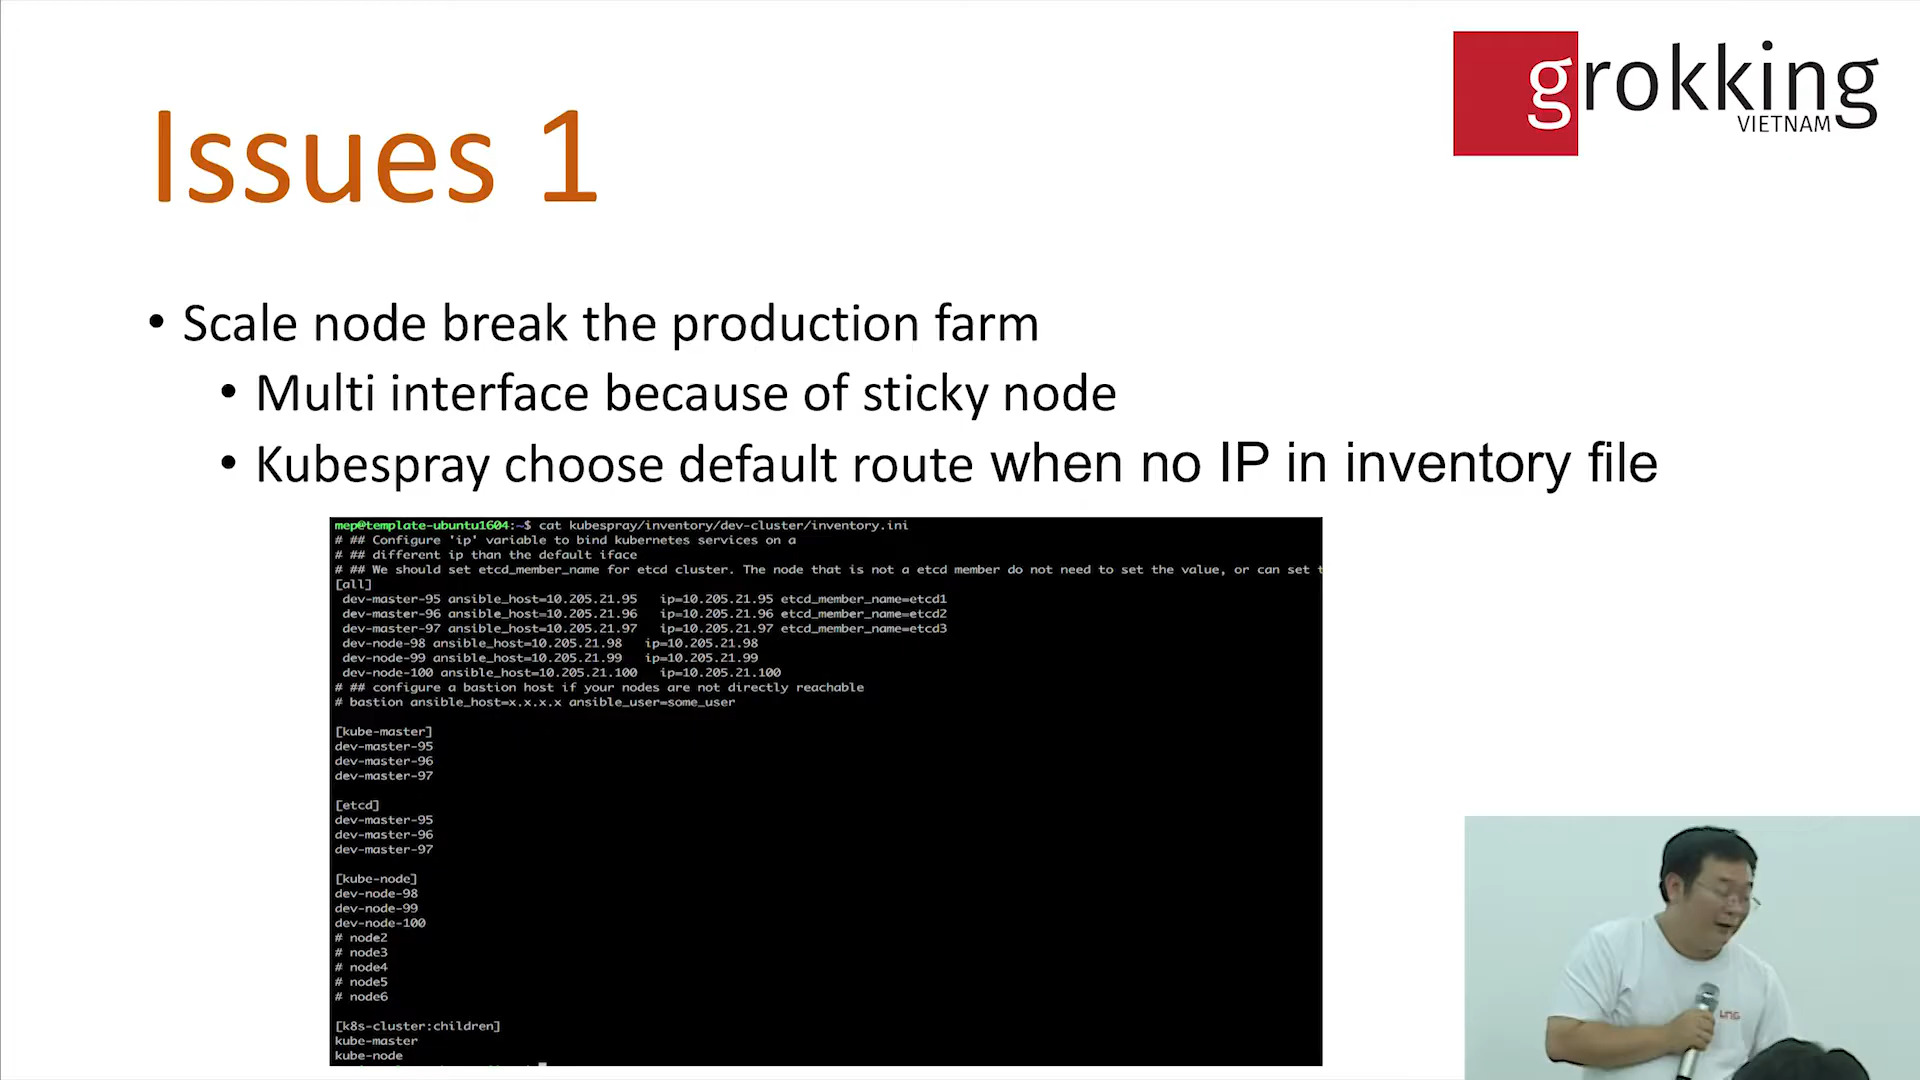 grokking
VIETNAM
Issues 1
• Scale node break the production farm
• Multi interface because of sticky node
• Kubespray choose default route when no IP in inventory file
mep@template-ubuntu1604:~$ cat kubespray/inventory/dev-cluster/inventory.ini
# ## Configure 'ip' variable to bind kubernetes services on a
# ## different ip than the default iface
# ## We should set etcd_member_name for etcd cluster. The node that is not a etcd member do not need to set the value, or can set
[all]
dev-master-95 ansible_host=10.205.21.95 ip=10.205.21.95 etcd_member_name=etcd1
dev-master-96 ansible_host=10.205.21.96 ip=10.205.21.96 etcd_member_name=etcd2
dev-master-97 ansible_host=10.205.21.97 ip=10.205.21.97 etcd_member_name=etcd3
dev-node-98 ansible_host=10.205.21.98 ip=10.205.21.98
dev-node-99 ansible_host=10.205.21.99 ip=10.205.21.99
dev-node-100 ansible_host=10.205.21.100 ip=10.205.21.100
# ## configure a bastion host if your nodes are not directly reachable
# bastion ansible_host=x.x.x.x ansible_user=some_user
[kube-master]
dev-master-95
dev-master-96
dev-master-97
[etcd]
dev-master-95
dev-master-96
dev-master-97
[kube-node]
dev-node-98
dev-node-99
dev-node-100
# node2
# node3
# node4
# node5
# node6
[k8s-cluster:children]
kube-master
kube-node